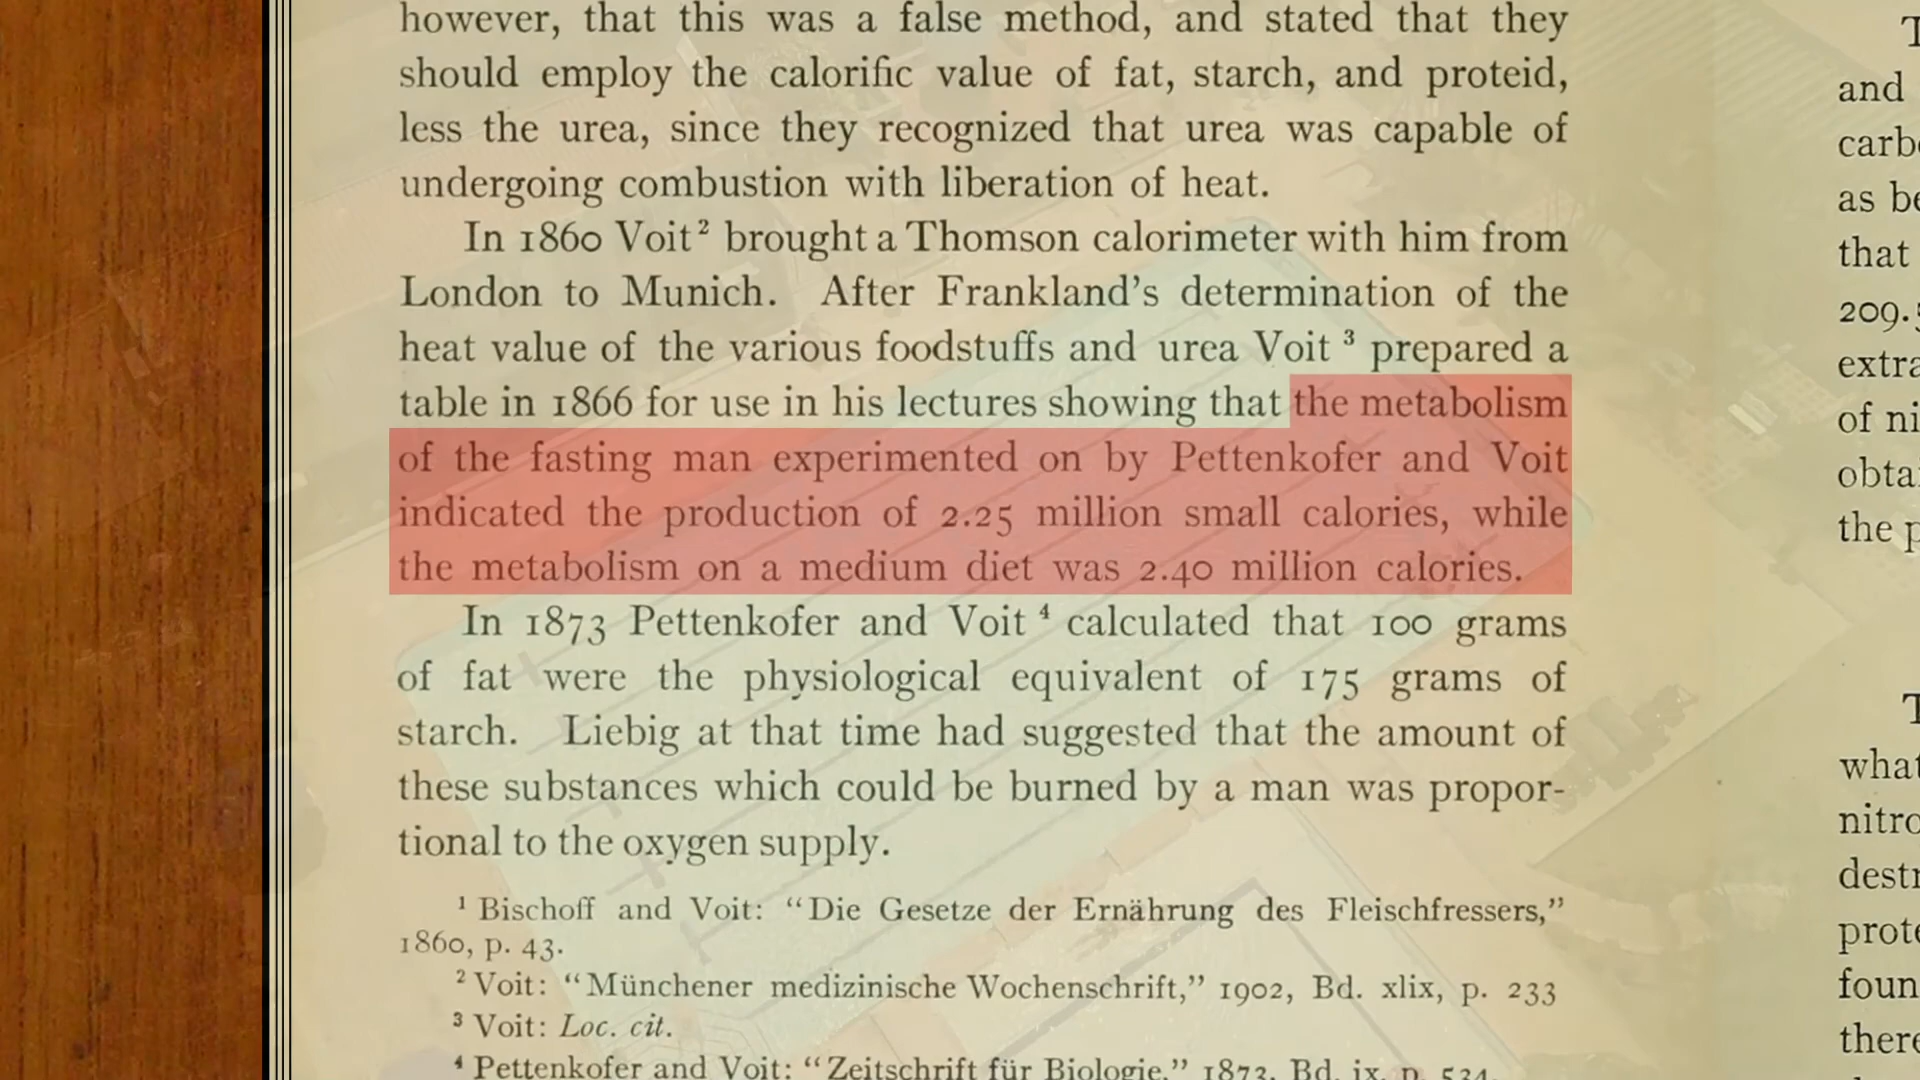 however, that this was a false method, and stated that they
should employ the calorific value of fat, starch, and proteid,
less the urea, since they recognized that urea was capable of
undergoing combustion with liberation of heat.
In 1860 Voit² brought a Thomson calorimeter with him from
London to Munich. After Frankland’s determination of the
heat value of the various foodstuffs and urea Voit ³ prepared a
table in 1866 for use in his lectures showing that the metabolism
of the fasting man experimented on by Pettenkofer and Voit
indicated the production of 2.25 million small calories, while
the metabolism on a medium diet was 2.40 million calories.
In 1873 Pettenkofer and Voit ⁴ calculated that 100 grams
of fat were the physiological equivalent of 175 grams of
starch. Liebig at that time had suggested that the amount of
these substances which could be burned by a man was propor-
tional to the oxygen supply.
¹ Bischoff and Voit: “Die Gesetze der Ernährung des Fleischfressers,”
1860, p. 43.
² Voit: “Münchener medizinische Wochenschrift,” 1902, Bd. xlix, p. 233
³ Voit: Loc. cit.
⁴ Pettenkofer and Voit: “Zeitschrift für Biologie,” 1873, Bd. ix, p. 534.
and
as
that
209.5
of
the
what